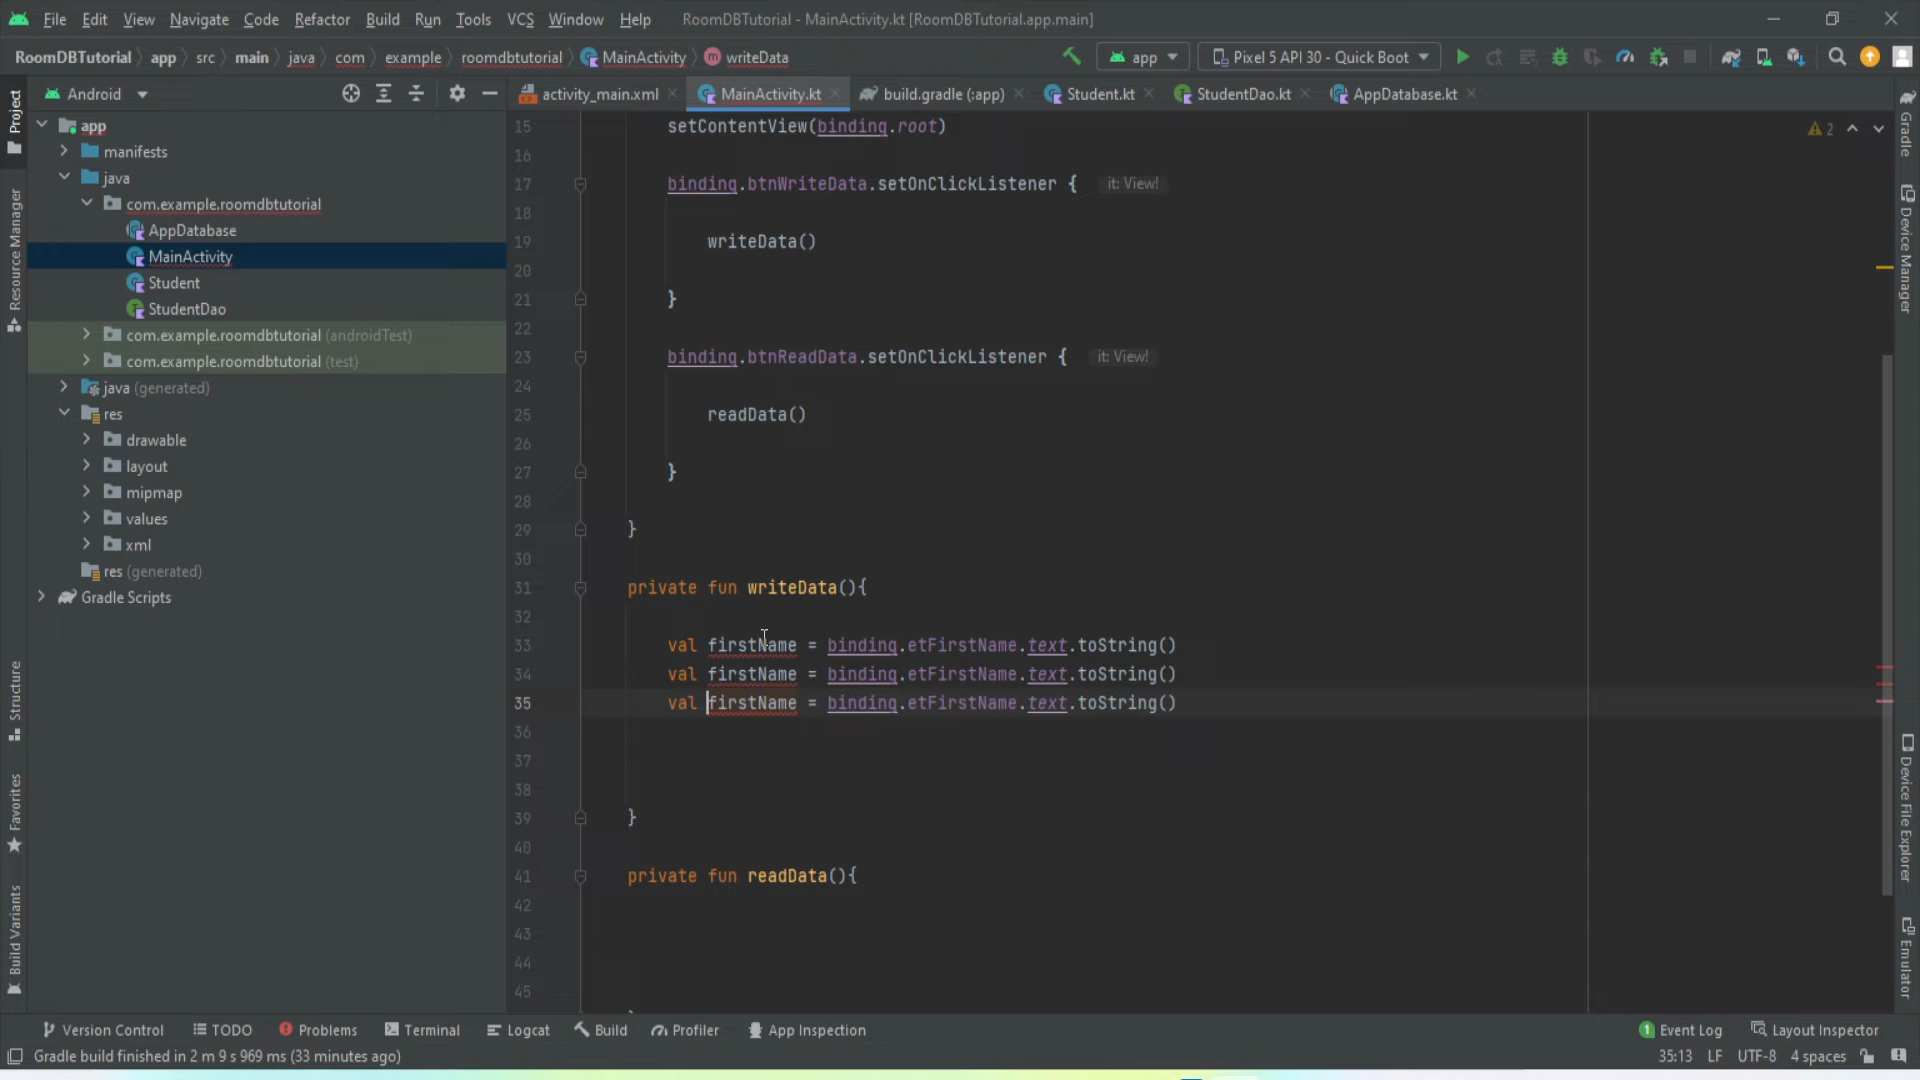 File Edit View Navigate Code Refactor Build Run Tools VCS Window Help RoomDBTutorial - MainActivity.kt [RoomDBTutorial.app.main]
RoomDBTutorial app src main java com example roomdbtutorial MainActivity writeData app Pixel 5 API 30 - Quick Boot
Android activity_main.xml MainActivity.kt build.gradle (:app) Student.kt StudentDao.kt AppDatabase.kt
Project
Resource Manager
Structure
Favorites
Build Variants
app
manifests
java
com.example.roomdbtutorial
AppDatabase
MainActivity
Student
StudentDao
com.example.roomdbtutorial (androidTest)
com.example.roomdbtutorial (test)
java (generated)
res
drawable
layout
mipmap
values
xml
res (generated)
Gradle Scripts
2
15 setContentView(binding.root)
16
17 binding.btnWriteData.setOnClickListener { it: View!
18
19 writeData()
20
21 }
22
23 binding.btnReadData.setOnClickListener { it: View!
24
25 readData()
26
27 }
28
29 }
30
31 private fun writeData(){
32
33 val firstName = binding.etFirstName.text.toString()
34 val firstName = binding.etFirstName.text.toString()
35 val firstName = binding.etFirstName.text.toString()
36
37
38
39 }
40
41 private fun readData(){
42
43
44
45
Gradle
Device Manager
Device File Explorer
Emulator
Version Control TODO Problems Terminal Logcat Build Profiler App Inspection 1 Event Log Layout Inspector
Gradle build finished in 2 m 9 s 969 ms (33 minutes ago) 35:13 LF UTF-8 4 spaces